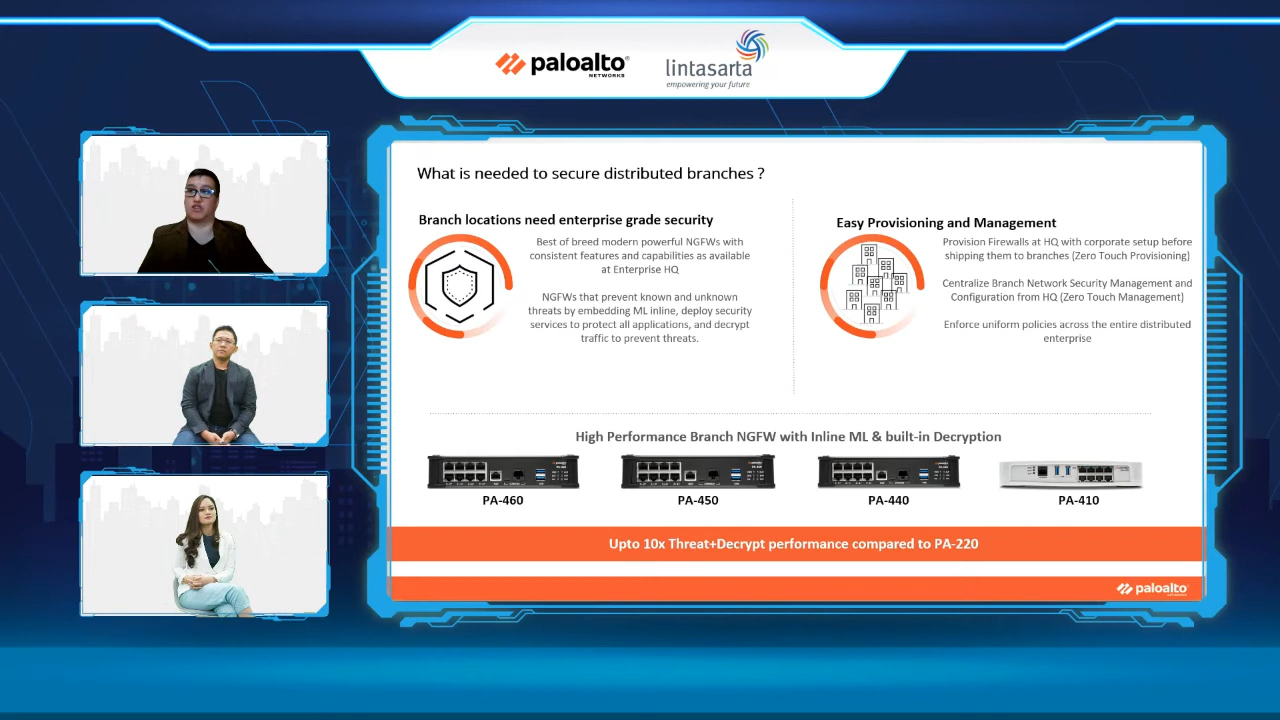 paloalto
NETWORKS
lintasarta
empowering your future
What is needed to secure distributed branches ?
Branch locations need enterprise grade security
Best of breed modern powerful NGFWs with
consistent features and capabilities as available
at Enterprise HQ
NGFWs that prevent known and unknown
threats by embedding ML inline, deploy security
services to protect all applications, and decrypt
traffic to prevent threats.
Easy Provisioning and Management
Provision Firewalls at HQ with corporate setup before
shipping them to branches (Zero Touch Provisioning)
Centralize Branch Network Security Management and
Configuration from HQ (Zero Touch Management)
Enforce uniform policies across the entire distributed
enterprise
High Performance Branch NGFW with Inline ML & built-in Decryption
PA-460
PA-450
PA-440
PA-410
Upto 10x Threat+Decrypt performance compared to PA-220
paloalto